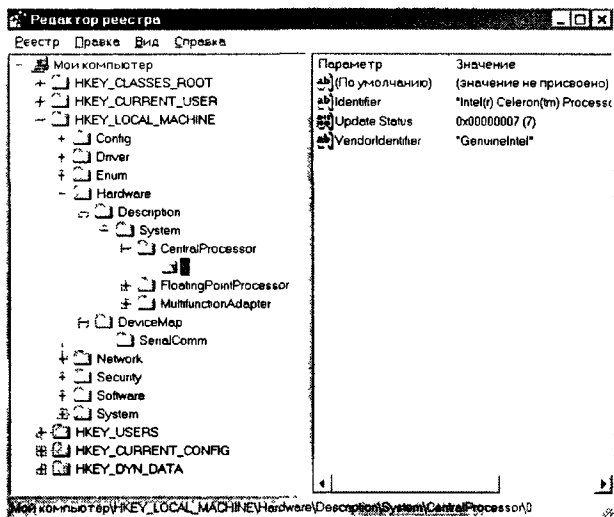 Редактор реестра
Реестр Правка Вид Справка
Мой компьютер
HKEY_CLASSES_ROOT
HKEY_CURRENT_USER
HKEY_LOCAL_MACHINE
Config
Driver
Enum
Hardware
Description
System
CentralProcessor
FloatingPointProcessor
MultifunctionAdapter
DeviceMap
SerialComm
Network
Security
Software
System
HKEY_USERS
HKEY_CURRENT_CONFIG
HKEY_DYN_DATA
Параметр Значение
(По умолчанию) (значение не присвоено)
Identifier "Intel(r) Celeron(tm) Processo
Update Status 0x00000007 (7)
VendorIdentifier "GenuineIntel"
Мой компьютер\HKEY_LOCAL_MACHINE\Hardware\Description\System\CentralProcessor\0